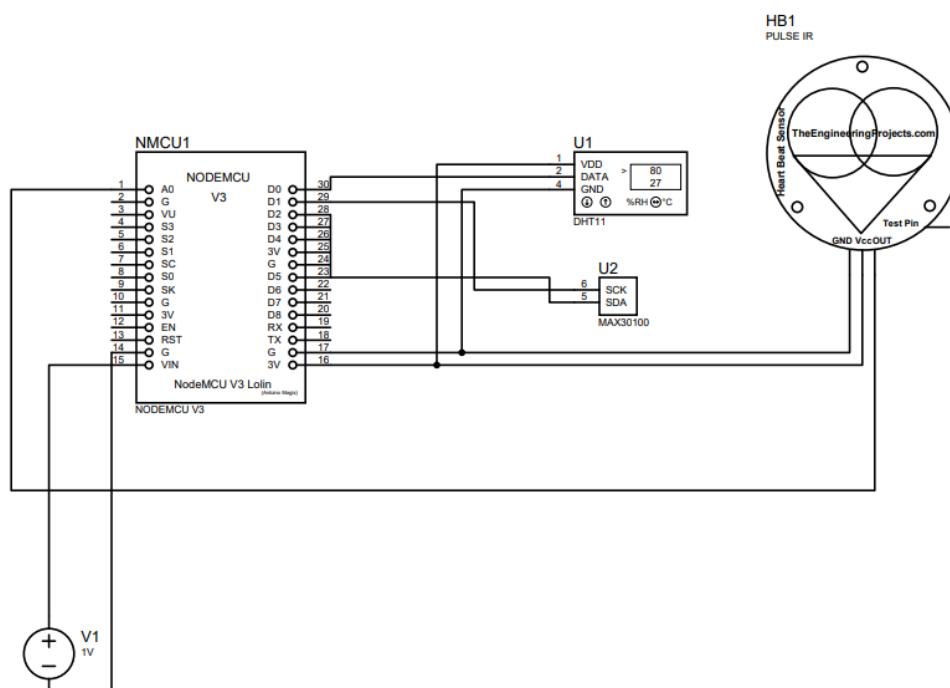 HB1
PULSE IR
Heart Beat Sensor
TheEngineeringProjects.com
Test Pin
GND VccOUT
NMCU1
NODEMCU
V3
1 A0 D0 30
2 G D1 29
3 VU D2 28
4 S3 D3 27
5 S2 D4 26
6 S1 3V 25
7 SC G 24
8 S0 D5 23
9 SK D6 22
10 G D7 21
11 3V D8 20
12 EN RX 19
13 RST TX 18
14 G G 17
15 VIN 3V 16
NodeMCU V3 Lolin
(Arduino Magix)
NODEMCU V3
U1
1 VDD > 80
2 DATA 27
4 GND
%RH °C
DHT11
U2
6 SCK
5 SDA
MAX30100
V1
1V
+
−